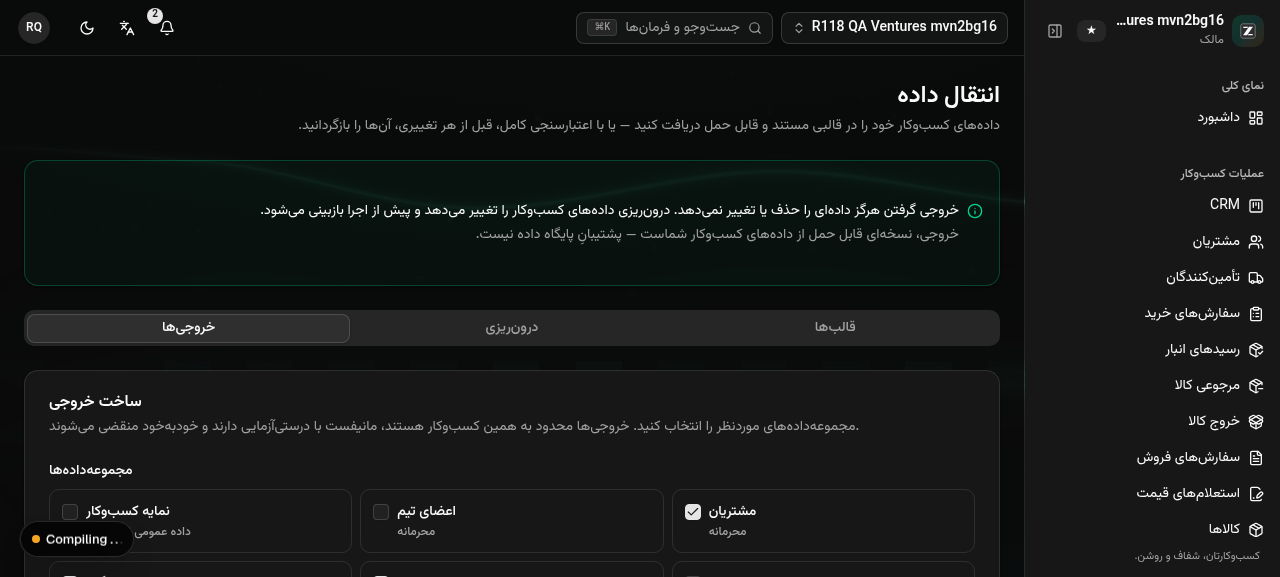 ...ures mvn2bg16
مالک
نمای کلی
داشبورد
عملیات کسب‌وکار
CRM
مشتریان
تأمین‌کنندگان
سفارش‌های خرید
رسیدهای انبار
مرجوعی کالا
خروج کالا
سفارش‌های فروش
استعلام‌های قیمت
کالاها
کسب‌وکارتان، شفاف و روشن.
R118 QA Ventures mvn2bg16
جست‌وجو و فرمان‌ها
⌘K
2
RQ
انتقال داده
داده‌های کسب‌وکار خود را در قالبی مستند و قابل حمل دریافت کنید — یا با اعتبارسنجی کامل، قبل از هر تغییری، آن‌ها را بازگردانید.
خروجی گرفتن هرگز داده‌ای را حذف یا تغییر نمی‌دهد. درون‌ریزی داده‌های کسب‌وکار را تغییر می‌دهد و پیش از اجرا بازبینی می‌شود.
خروجی، نسخه‌ای قابل حمل از داده‌های کسب‌وکار شماست — پشتیبانِ پایگاه داده نیست.
قالب‌ها
درون‌ریزی
خروجی‌ها
ساخت خروجی
مجموعه‌داده‌های موردنظر را انتخاب کنید. خروجی‌ها محدود به همین کسب‌وکار هستند، مانیفست با درستی‌آزمایی دارند و خودبه‌خود منقضی می‌شوند.
مجموعه‌داده‌ها
مشتریان
محرمانه
اعضای تیم
محرمانه
نمایه کسب‌وکار
داده عمومی
Compiling ...